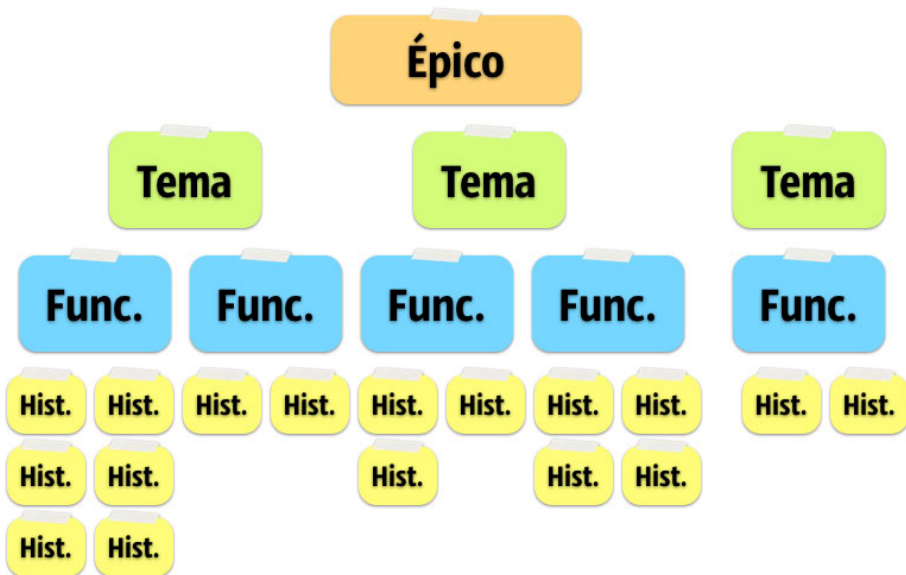 Épico
Tema Tema Tema
Func. Func. Func. Func. Func.
Hist. Hist. Hist. Hist. Hist. Hist. Hist. Hist. Hist. Hist.
Hist. Hist. Hist. Hist. Hist.
Hist. Hist.